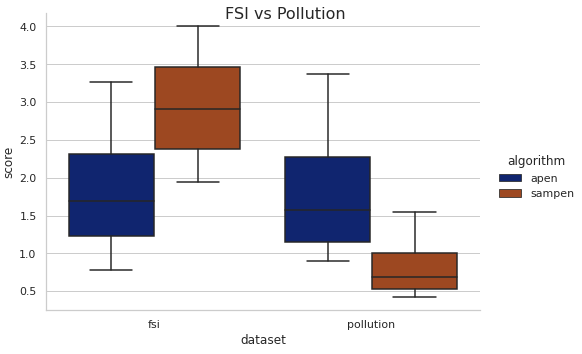 FSI vs Pollution
score
4.0
3.5
3.0
2.5
2.0
1.5
1.0
0.5
fsi
pollution
dataset
algorithm
apen
sampen